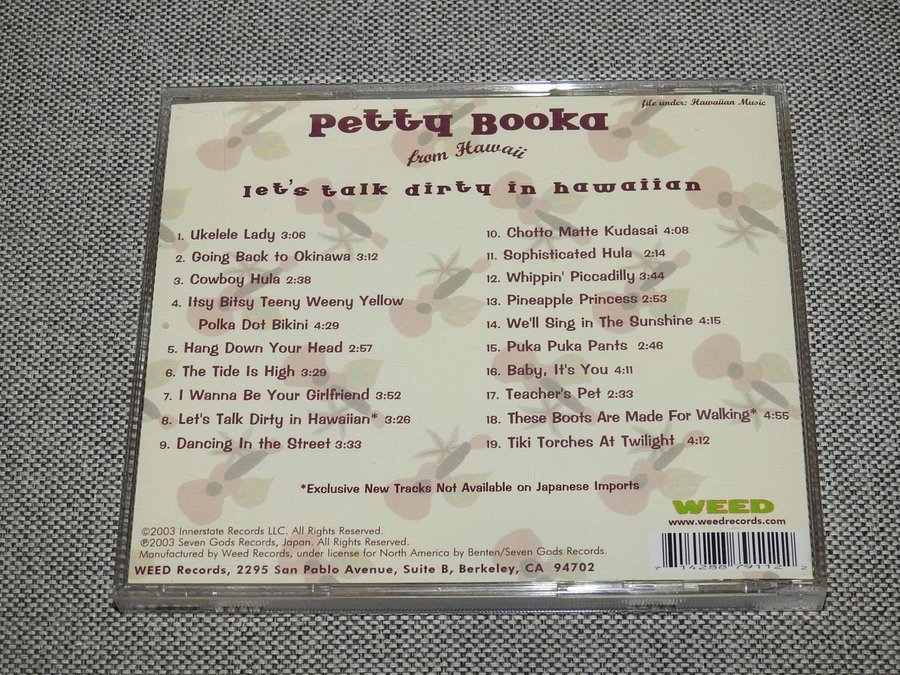 file under: Hawaiian Music
Petty Booka
from Hawaii
let's talk dirty in hawaiian
1. Ukelele Lady 3:06
2. Going Back to Okinawa 3:12
3. Cowboy Hula 2:38
4. Itsy Bitsy Teeny Weeny Yellow
Polka Dot Bikini 4:29
5. Hang Down Your Head 2:57
6. The Tide Is High 3:29
7. I Wanna Be Your Girlfriend 3:52
8. Let's Talk Dirty in Hawaiian* 3:26
9. Dancing In the Street 3:33
10. Chotto Matte Kudasai 4:08
11. Sophisticated Hula 2:14
12. Whippin' Piccadilly 3:44
13. Pineapple Princess 2:53
14. We'll Sing in The Sunshine 4:15
15. Puka Puka Pants 2:46
16. Baby, It's You 4:11
17. Teacher's Pet 2:33
18. These Boots Are Made For Walking* 4:55
19. Tiki Torches At Twilight 4:12
*Exclusive New Tracks Not Available on Japanese Imports
WEED
www.weedrecords.com
©2003 Innerstate Records LLC. All Rights Reserved.
℗2003 Seven Gods Records, Japan. All Rights Reserved.
Manufactured by Weed Records, under license for North America by Benten/Seven Gods Records.
WEED Records, 2295 San Pablo Avenue, Suite B, Berkeley, CA 94702
7 14288 79112 2